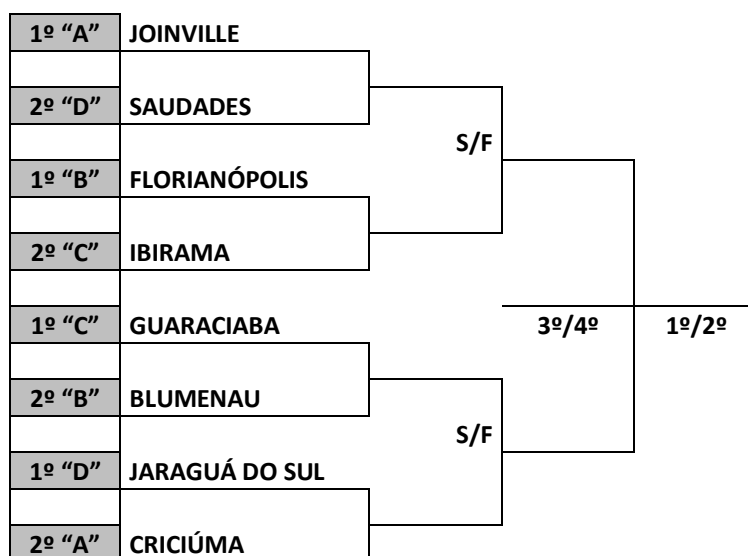 1º “A” JOINVILLE
2º “D” SAUDADES
S/F
1º “B” FLORIANÓPOLIS
2º “C” IBIRAMA
1º “C” GUARACIABA 3º/4º 1º/2º
2º “B” BLUMENAU
S/F
1º “D” JARAGUÁ DO SUL
2º “A” CRICIÚMA